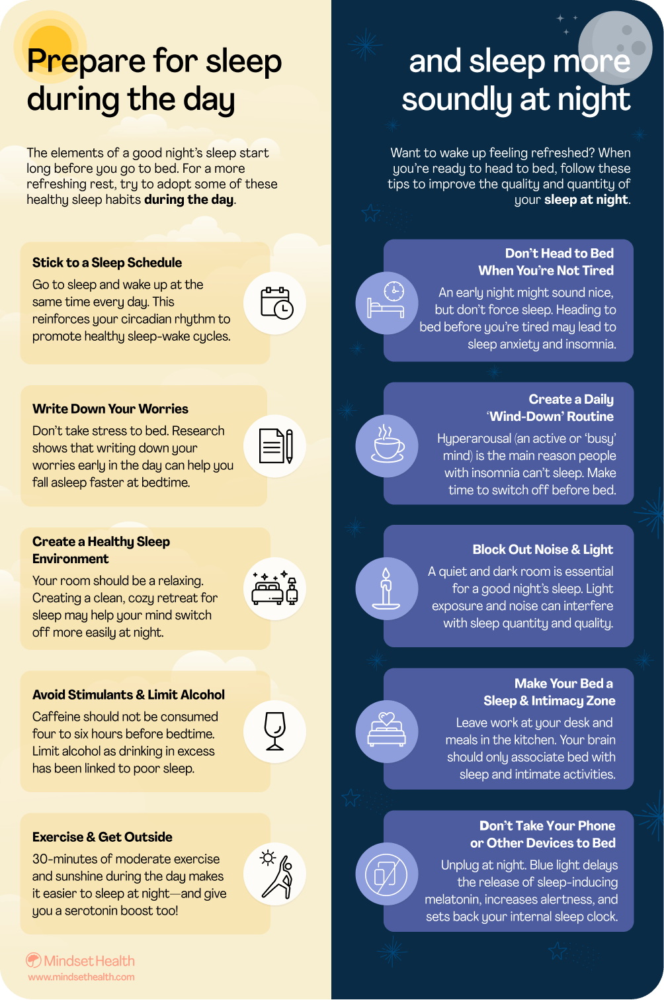 Prepare for sleep
during the day
The elements of a good night's sleep start
long before you go to bed. For a more
refreshing rest, try to adopt some of these
healthy sleep habits during the day.
Stick to a Sleep Schedule
Go to sleep and wake up at the
same time every day. This
reinforces your circadian rhythm to
promote healthy sleep-wake cycles.
Write Down Your Worries
Don't take stress to bed. Research
shows that writing down your
worries early in the day can help you
fall asleep faster at bedtime.
Create a Healthy Sleep
Environment
Your room should be a relaxing.
Creating a clean, cozy retreat for
sleep may help your mind switch
off more easily at night.
Avoid Stimulants & Limit Alcohol
Caffeine should not be consumed
four to six hours before bedtime.
Limit alcohol as drinking in excess
has been linked to poor sleep.
Exercise & Get Outside
30-minutes of moderate exercise
and sunshine during the day makes
it easier to sleep at night—and give
you a serotonin boost too!
Mindset Health
www.mindsethealth.com
and sleep more
soundly at night
Want to wake up feeling refreshed? When
you're ready to head to bed, follow these
tips to improve the quality and quantity of
your sleep at night.
Don't Head to Bed
When You're Not Tired
An early night might sound nice,
but don't force sleep. Heading to
bed before you're tired may lead to
sleep anxiety and insomnia.
Create a Daily
'Wind-Down' Routine
Hyperarousal (an active or 'busy'
mind) is the main reason people
with insomnia can't sleep. Make
time to switch off before bed.
Block Out Noise & Light
A quiet and dark room is essential
for a good night's sleep. Light
exposure and noise can interfere
with sleep quantity and quality.
Make Your Bed a
Sleep & Intimacy Zone
Leave work at your desk and
meals in the kitchen. Your brain
should only associate bed with
sleep and intimate activities.
Don't Take Your Phone
or Other Devices to Bed
Unplug at night. Blue light delays
the release of sleep-inducing
melatonin, increases alertness, and
sets back your internal sleep clock.